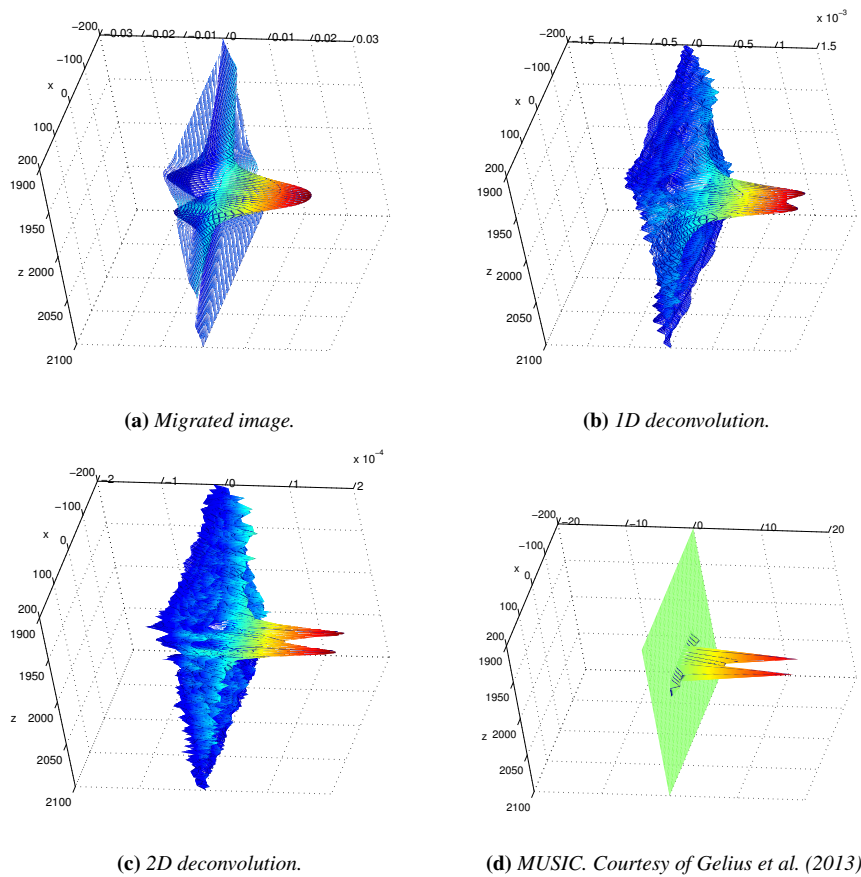 −200 −0.03 −0.02 −0.01 0 0.01 0.02 0.03
−100
x
0
100
200
1900
1950
z 2000
2050
2100
(a) Migrated image.
x 10⁻³
−200 −1.5 −1 −0.5 0 0.5 1 1.5
−100
x
0
100
200
1900
1950
z 2000
2050
2100
(b) 1D deconvolution.
x 10⁻⁴
−200 −2 −1 0 1 2
−100
x
0
100
200
1900
1950
z 2000
2050
2100
(c) 2D deconvolution.
−200 −20 −10 0 10 20
−100
x
0
100
200
1900
1950
z 2000
2050
2100
(d) MUSIC. Courtesy of Gelius et al. (2013)